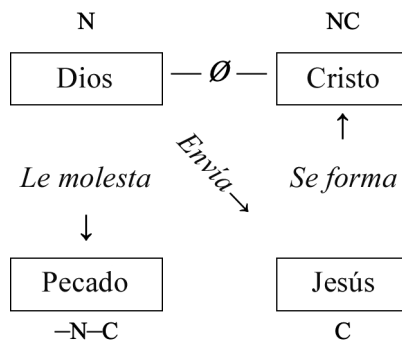 N NC
Dios — Ø — Cristo
Envía
Le molesta Se forma
Pecado Jesús
–N–C C